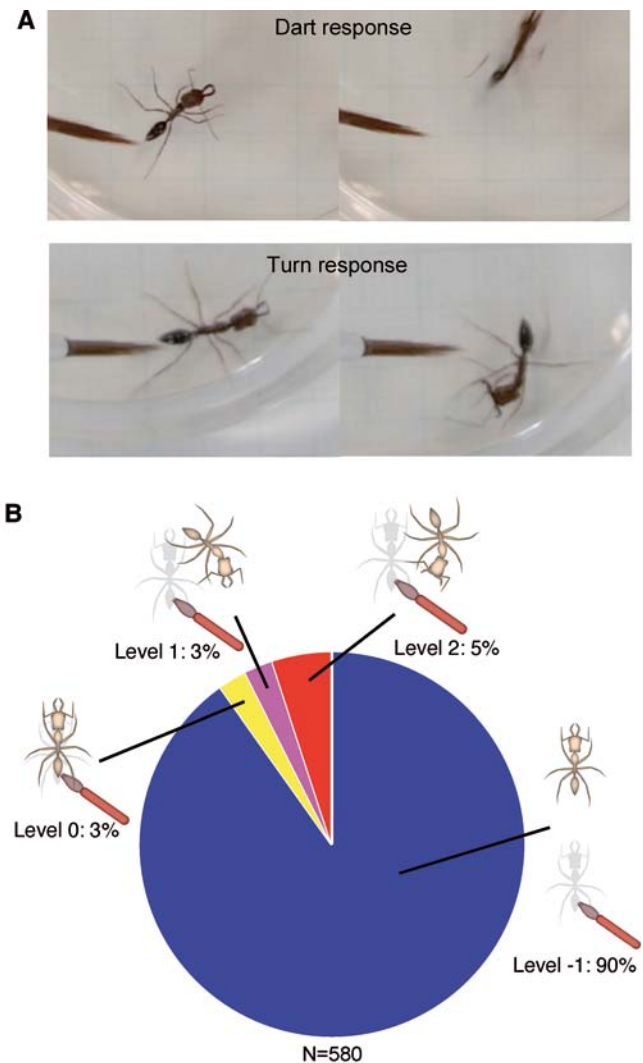 A
Dart response
Turn response
B
Level 1: 3%
Level 2: 5%
Level 0: 3%
Level -1: 90%
N=580